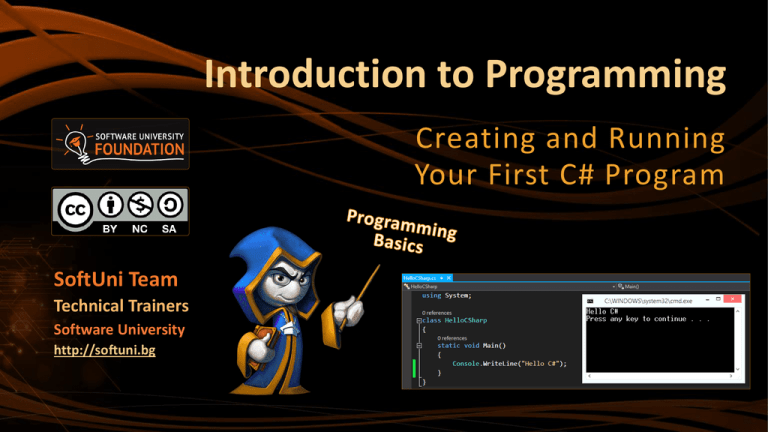 Introduction to Programming
Creating and Running
Your First C# Program
SOFTWARE UNIVERSITY
FOUNDATION
cc
BY NC SA
Programming
Basics
SoftUni Team
Technical Trainers
Software University
http://softuni.bg
HelloCSharp.cs
HelloCSharp
Main()
using System;
0 references
class HelloCSharp
{
0 references
static void Main()
{
Console.WriteLine("Hello C#");
}
}
C:\WINDOWS\system32\cmd.exe
Hello C#
Press any key to continue . . .